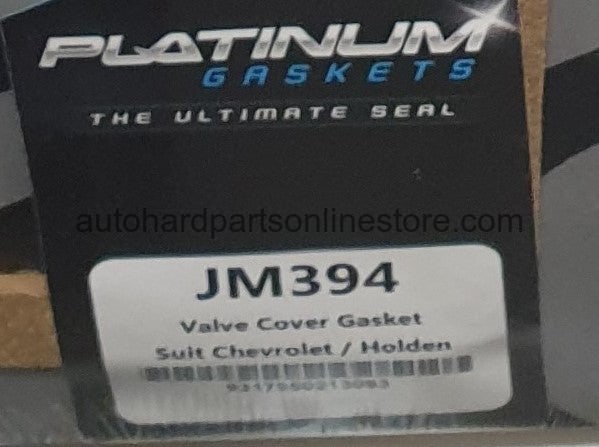 PLATINUM
GASKETS
THE ULTIMATE SEAL
autohardpartsonlinestore.com
JM394
Valve Cover Gasket
Suit Chevrolet / Holden